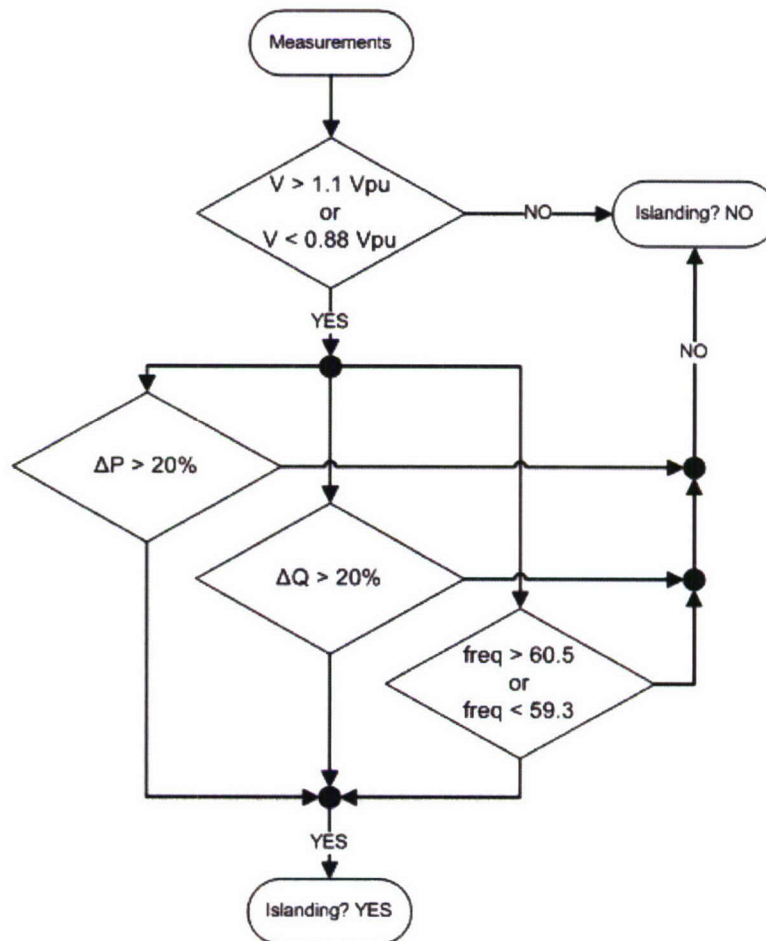 Measurements
V > 1.1 Vpu
or
V < 0.88 Vpu
NO
Islanding? NO
YES
NO
ΔP > 20%
ΔQ > 20%
freq > 60.5
or
freq < 59.3
YES
Islanding? YES